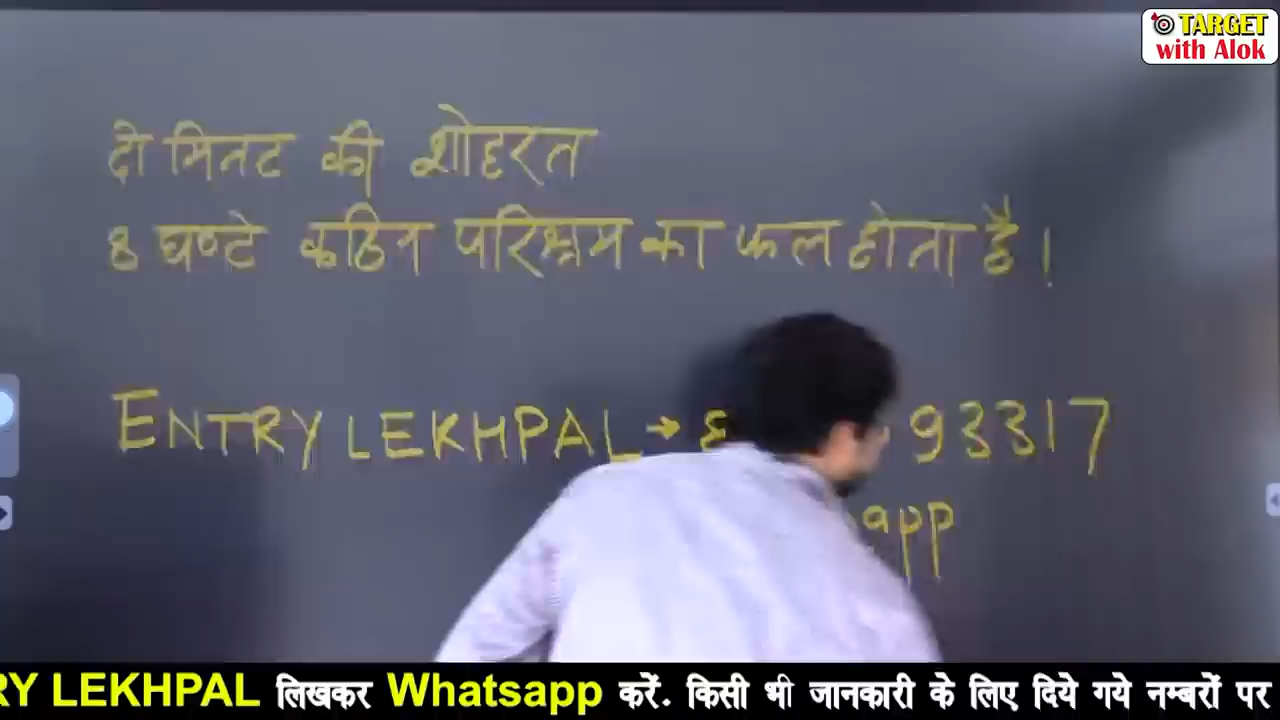 TARGET
with Alok
दो मिनट की शोहरत
8 घण्टे कठिन परिश्रम का फल होता है।
ENTRY LEKHPAL → 93317
app
RY LEKHPAL लिखकर Whatsapp करें. किसी भी जानकारी के लिए दिये गये नम्बरों पर